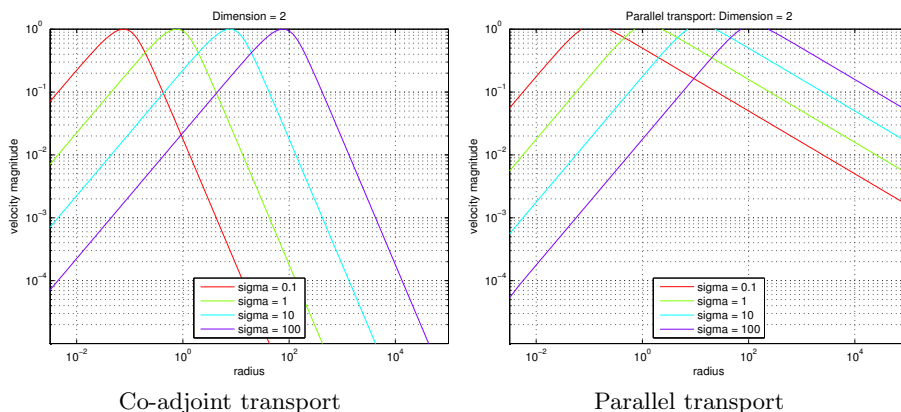 Dimension = 2
10^0
10^-1
10^-2
10^-3
10^-4
velocity magnitude
sigma = 0.1
sigma = 1
sigma = 10
sigma = 100
10^-2
10^0
10^2
10^4
radius
Co-adjoint transport
Parallel transport: Dimension = 2
10^0
10^-1
10^-2
10^-3
10^-4
velocity magnitude
sigma = 0.1
sigma = 1
sigma = 10
sigma = 100
10^-2
10^0
10^2
10^4
radius
Parallel transport